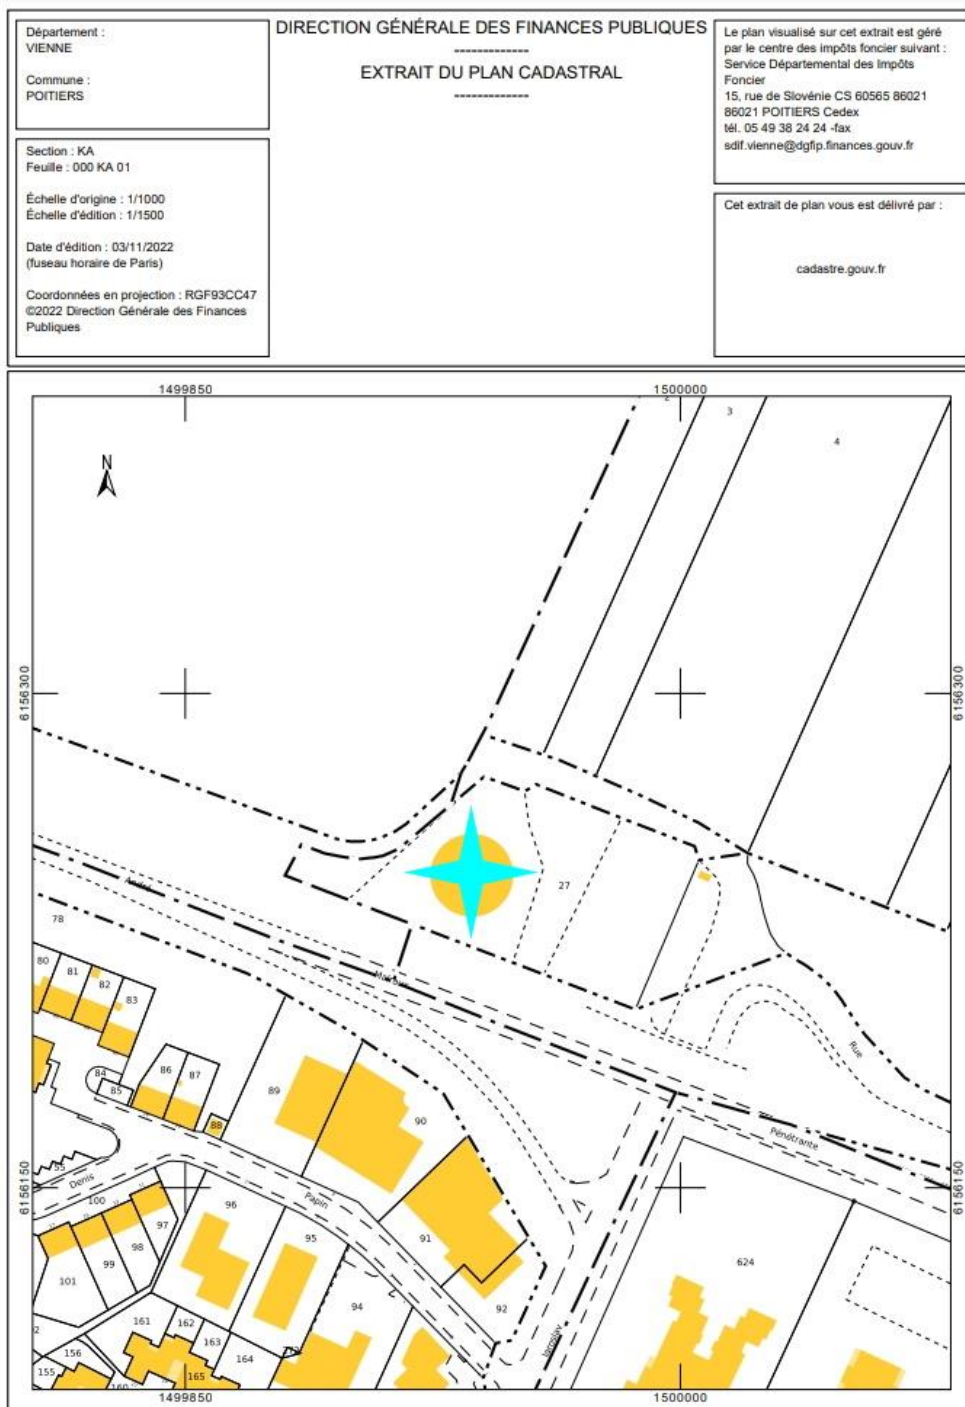 Département :
VIENNE
Commune :
POITIERS
Section : KA
Feuille : 000 KA 01
Échelle d'origine : 1/1000
Échelle d'édition : 1/1500
Date d'édition : 03/11/2022
(fuseau horaire de Paris)
Coordonnées en projection : RGF93CC47
©2022 Direction Générale des Finances
Publiques
DIRECTION GÉNÉRALE DES FINANCES PUBLIQUES
-------------
EXTRAIT DU PLAN CADASTRAL
-------------
Le plan visualisé sur cet extrait est géré
par le centre des impôts foncier suivant :
Service Départemental des Impôts
Foncier
15, rue de Slovénie CS 60565 86021
86021 POITIERS Cedex
tél. 05 49 38 24 24 -fax
sdif.vienne@dgfip.finances.gouv.fr
Cet extrait de plan vous est délivré par :
cadastre.gouv.fr
1499850
1500000
2
3
4
N
6156300
6156300
André
27
78
80
81
82
83
84
85
86
87
88
89
90
Rue
Pénétrante
55
Denis
Papin
100
6156150
6156150
96
97
95
91
98
99
101
624
94
92
Jaroslav
161
162
163
164
156
155
165
160
1499850
1500000